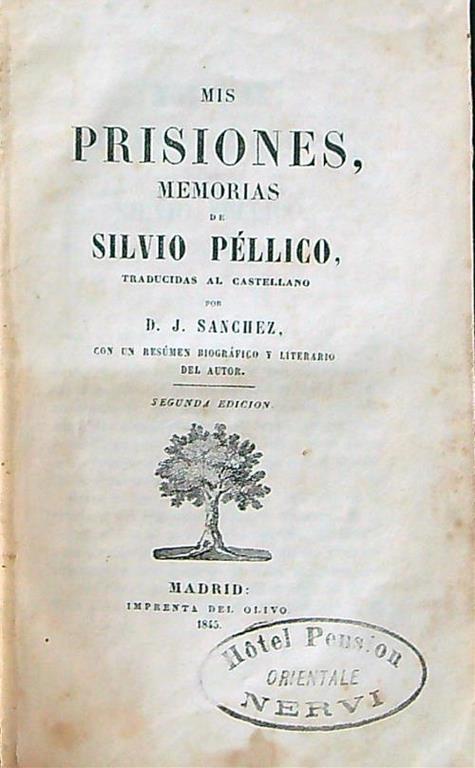 MIS
PRISIONES,
MEMORIAS
DE
SILVIO PÉLLICO,
TRADUCIDAS AL CASTELLANO
POR
D. J. SANCHEZ,
CON UN RESÚMEN BIOGRÁFICO Y LITERARIO
DEL AUTOR.
SEGUNDA EDICION.
MADRID:
IMPRENTA DEL OLIVO
1845.
Hôtel Pension
ORIENTALE
NERVI